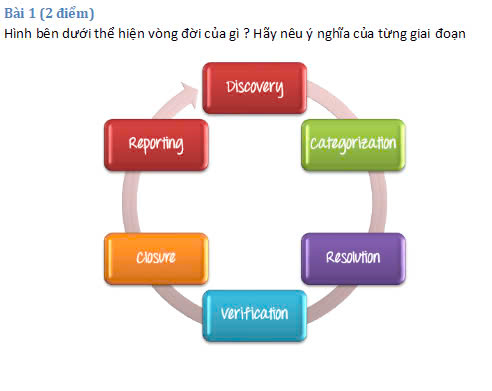 Bài 1 (2 điểm)
Hình bên dưới thể hiện vòng đời của gì ? Hãy nêu ý nghĩa của từng giai đoạn
Discovery
Categorization
Resolution
Verification
Closure
Reporting